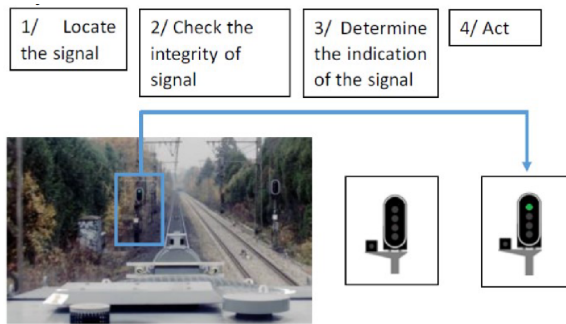 1/ Locate
the signal
2/ Check the
integrity of
signal
3/ Determine
the indication
of the signal
4/ Act